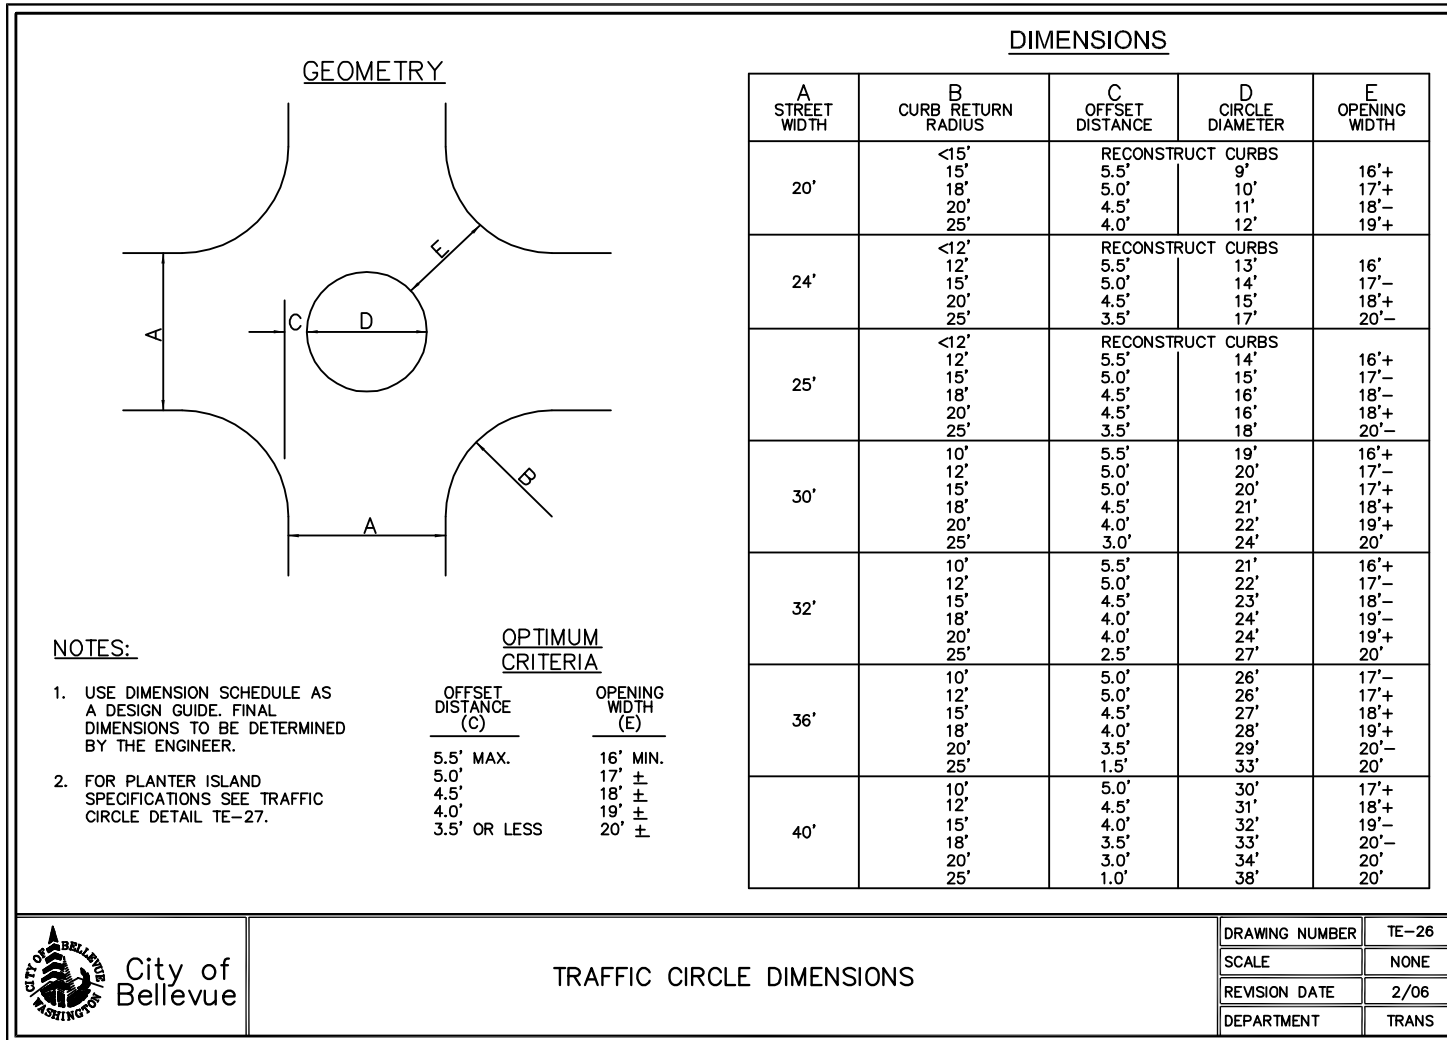 GEOMETRY
E
C
D
A
B
A
NOTES:
1. USE DIMENSION SCHEDULE AS
A DESIGN GUIDE. FINAL
DIMENSIONS TO BE DETERMINED
BY THE ENGINEER.
2. FOR PLANTER ISLAND
SPECIFICATIONS SEE TRAFFIC
CIRCLE DETAIL TE-27.
OPTIMUM
CRITERIA
OFFSET DISTANCE (C) OPENING WIDTH (E)
5.5' MAX. 16' MIN.
5.0' 17' ±
4.5' 18' ±
4.0' 19' ±
3.5' OR LESS 20' ±
DIMENSIONS
A B C D E
STREET CURB RETURN OFFSET CIRCLE OPENING
WIDTH RADIUS DISTANCE DIAMETER WIDTH
20'
<15' RECONSTRUCT CURBS
15' 5.5' 9' 16'+
18' 5.0' 10' 17'+
20' 4.5' 11' 18'-
25' 4.0' 12' 19'+
24'
<12' RECONSTRUCT CURBS
12' 5.5' 13' 16'
15' 5.0' 14' 17'-
20' 4.5' 15' 18'+
25' 3.5' 17' 20'-
25'
<12' RECONSTRUCT CURBS
12' 5.5' 14' 16'+
15' 5.0' 15' 17'-
18' 4.5' 16' 18'-
20' 4.5' 16' 18'+
25' 3.5' 18' 20'-
30'
10' 5.5' 19' 16'+
12' 5.0' 20' 17'-
15' 5.0' 20' 17'+
18' 4.5' 21' 18'+
20' 4.0' 22' 19'+
25' 3.0' 24' 20'
32'
10' 5.5' 21' 16'+
12' 5.0' 22' 17'-
15' 4.5' 23' 18'-
18' 4.0' 24' 19'-
20' 4.0' 24' 19'+
25' 2.5' 27' 20'
36'
10' 5.0' 26' 17'-
12' 5.0' 26' 17'+
15' 4.5' 27' 18'+
18' 4.0' 28' 19'+
20' 3.5' 29' 20'-
25' 1.5' 33' 20'
40'
10' 5.0' 30' 17'+
12' 4.5' 31' 18'+
15' 4.0' 32' 19'-
18' 3.5' 33' 20'-
20' 3.0' 34' 20'
25' 1.0' 38' 20'
CITY OF BELLEVUE
WASHINGTON
City of
Bellevue
TRAFFIC CIRCLE DIMENSIONS
DRAWING NUMBER TE-26
SCALE NONE
REVISION DATE 2/06
DEPARTMENT TRANS